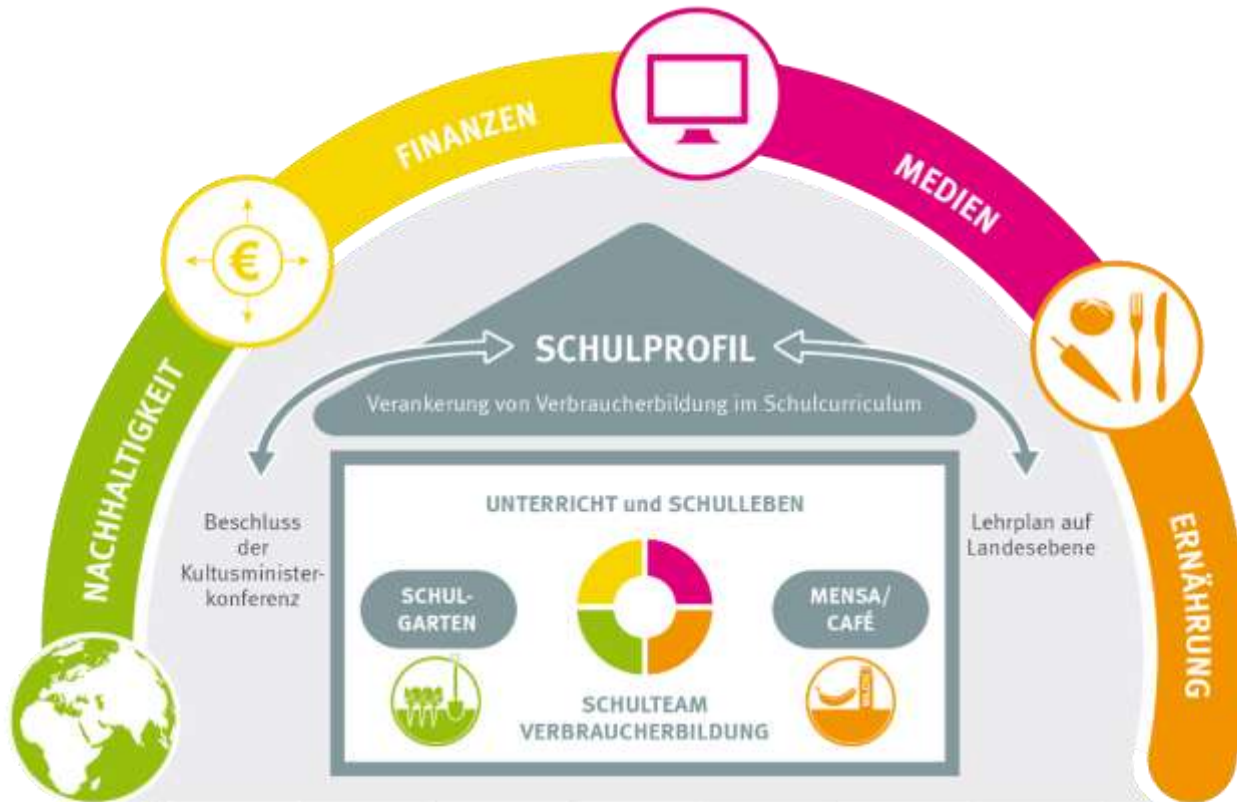 FINANZEN
MEDIEN
NACHHALTIGKEIT
ERNÄHRUNG
€
SCHULPROFIL
Verankerung von Verbraucherbildung im Schulcurriculum
Beschluss
der
Kultusminister-
konferenz
Lehrplan auf
Landesebene
UNTERRICHT und SCHULLEBEN
SCHUL-
GARTEN
MENSA/
CAFÉ
SCHULTEAM
VERBRAUCHERBILDUNG